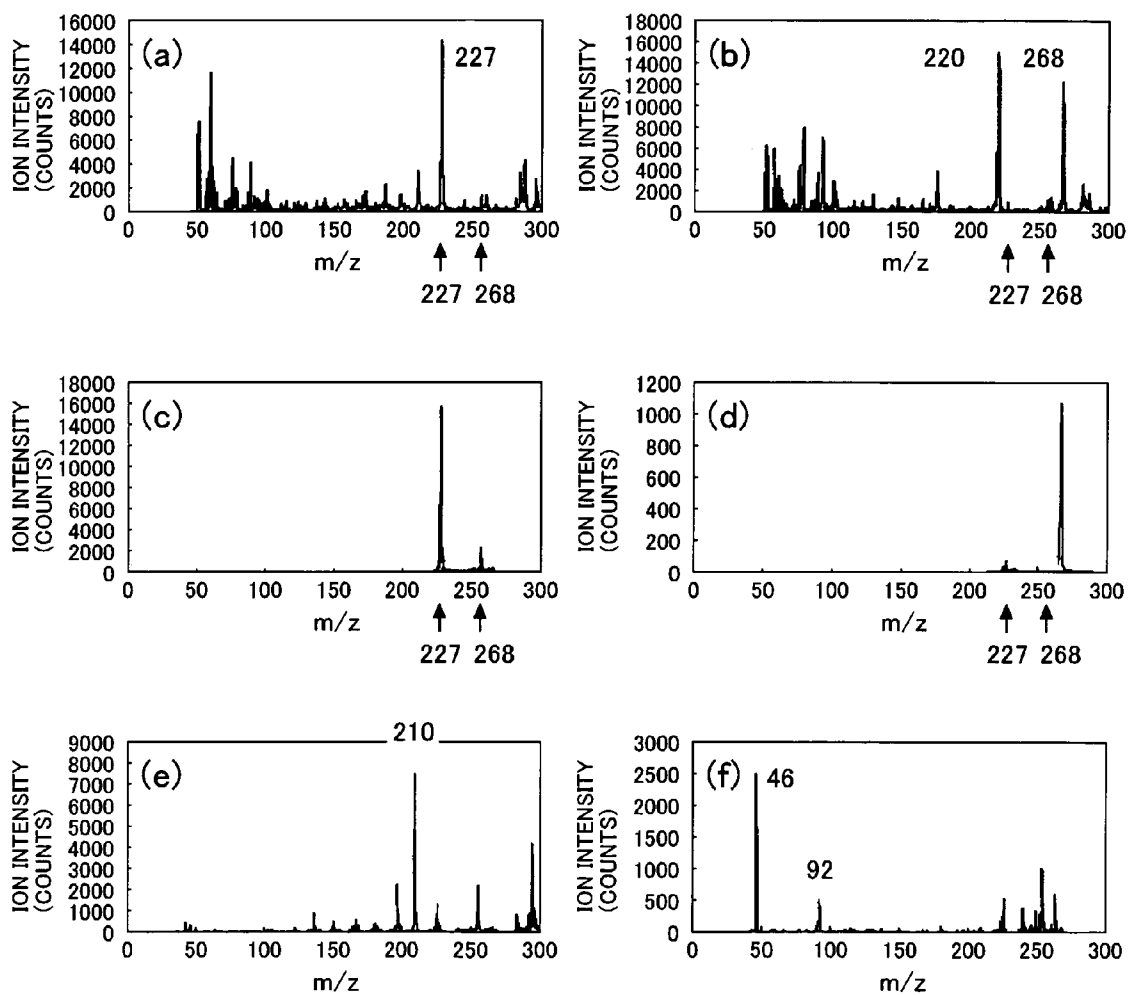 (a)
227
ION INTENSITY
(COUNTS)
16000
14000
12000
10000
8000
6000
4000
2000
0
0 50 100 150 200 250 300
m/z
227 268
(b)
220 268
ION INTENSITY
(COUNTS)
18000
16000
14000
12000
10000
8000
6000
4000
2000
0
0 50 100 150 200 250 300
m/z
227 268
(c)
ION INTENSITY
(COUNTS)
18000
16000
14000
12000
10000
8000
6000
4000
2000
0
0 50 100 150 200 250 300
m/z
227 268
(d)
ION INTENSITY
(COUNTS)
1200
1000
800
600
400
200
0
0 50 100 150 200 250 300
m/z
227 268
(e)
210
ION INTENSITY
(COUNTS)
9000
8000
7000
6000
5000
4000
3000
2000
1000
0
0 50 100 150 200 250 300
m/z
(f)
46
92
ION INTENSITY
(COUNTS)
3000
2500
2000
1500
1000
500
0
0 50 100 150 200 250 300
m/z